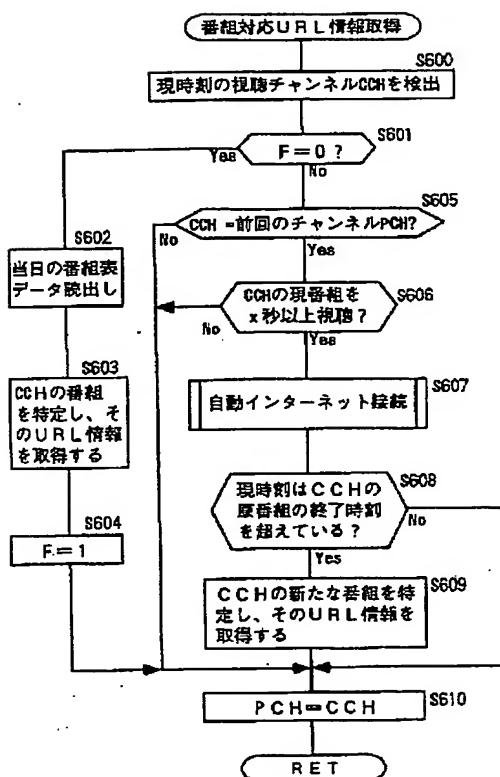 番組対応URL情報取得
S600
現時刻の視聴チャンネルCCHを検出
S601
F=0?
Yes
No
S605
CCH=前回のチャンネルPCH?
No
Yes
S602
当日の番組表
データ読出し
S606
CCHの現番組を
x秒以上視聴?
No
Yes
S603
CCHの番組
を特定し、そ
のURL情報
を取得する
S607
自動インターネット接続
S608
現時刻はCCHの
番組の終了時刻
を超えている?
No
Yes
S604
F=1
S609
CCHの新たな番組を特
定し、そのURL情報を
取得する
PCH=CCH
S610
RET